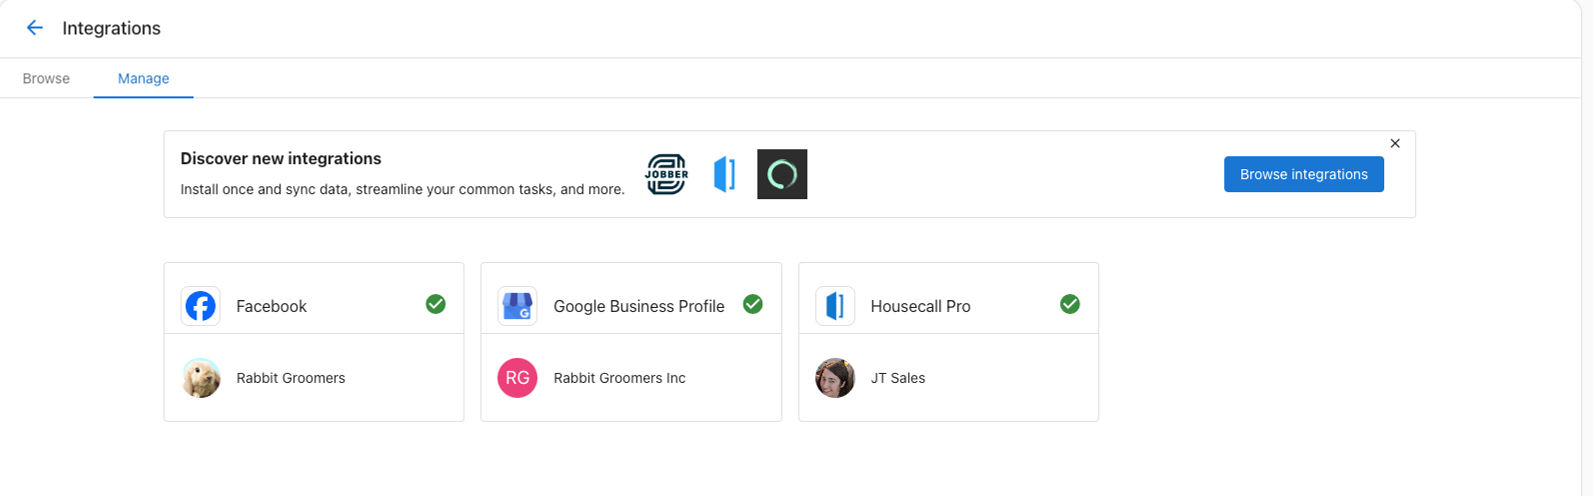 Integrations
Browse
Manage
Discover new integrations
Install once and sync data, streamline your common tasks, and more.
JOBBER
Browse integrations
Facebook
Rabbit Groomers
Google Business Profile
G
RG
Rabbit Groomers Inc
Housecall Pro
JT Sales